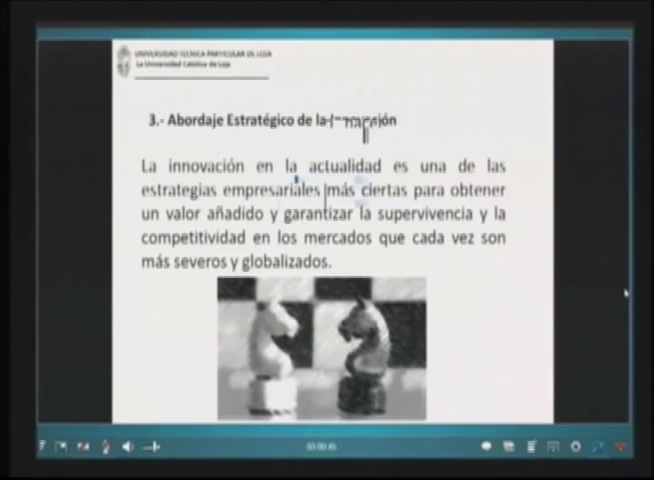 UNIVERSIDAD TECNICA PARTICULAR DE LOJA
La Universidad Católica de Loja
3.- Abordaje Estratégico de la
La innovación en la actualidad es una de las
estrategias empresariales más ciertas para obtener
un valor añadido y garantizar la supervivencia y la
competitividad en los mercados que cada vez son
más severos y globalizados.